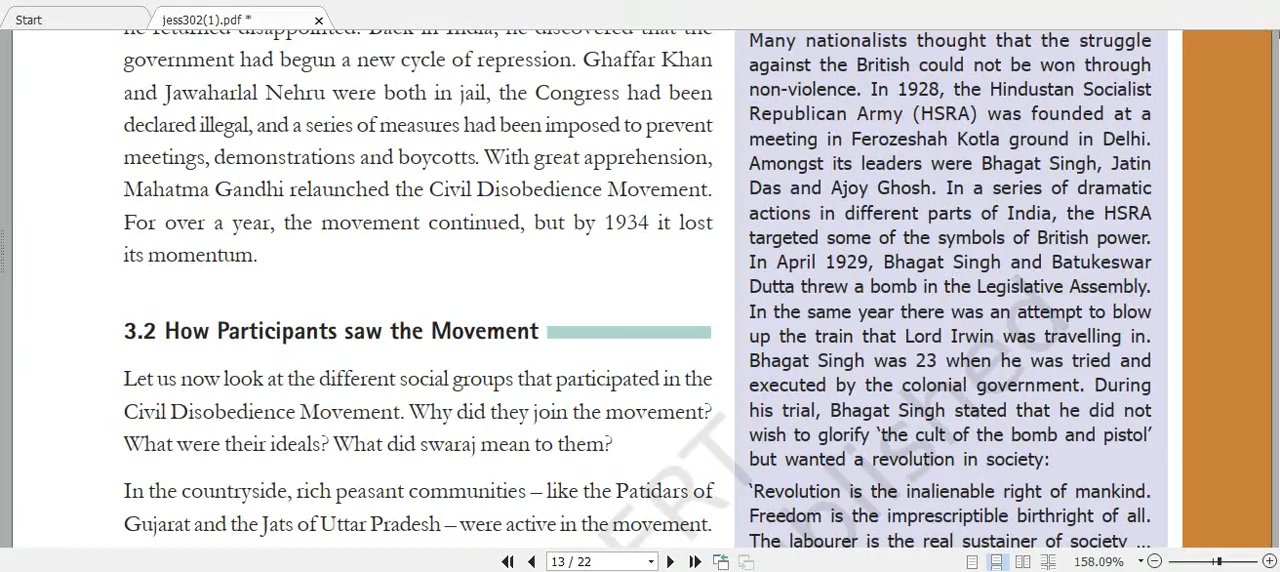 Start
jess302(1).pdf *
he returned disappointed. Back in India, he discovered that the
government had begun a new cycle of repression. Ghaffar Khan
and Jawaharlal Nehru were both in jail, the Congress had been
declared illegal, and a series of measures had been imposed to prevent
meetings, demonstrations and boycotts. With great apprehension,
Mahatma Gandhi relaunched the Civil Disobedience Movement.
For over a year, the movement continued, but by 1934 it lost
its momentum.
3.2 How Participants saw the Movement
Let us now look at the different social groups that participated in the
Civil Disobedience Movement. Why did they join the movement?
What were their ideals? What did swaraj mean to them?
In the countryside, rich peasant communities – like the Patidars of
Gujarat and the Jats of Uttar Pradesh – were active in the movement.
Many nationalists thought that the struggle
against the British could not be won through
non-violence. In 1928, the Hindustan Socialist
Republican Army (HSRA) was founded at a
meeting in Ferozeshah Kotla ground in Delhi.
Amongst its leaders were Bhagat Singh, Jatin
Das and Ajoy Ghosh. In a series of dramatic
actions in different parts of India, the HSRA
targeted some of the symbols of British power.
In April 1929, Bhagat Singh and Batukeswar
Dutta threw a bomb in the Legislative Assembly.
In the same year there was an attempt to blow
up the train that Lord Irwin was travelling in.
Bhagat Singh was 23 when he was tried and
executed by the colonial government. During
his trial, Bhagat Singh stated that he did not
wish to glorify ‘the cult of the bomb and pistol’
but wanted a revolution in society:
‘Revolution is the inalienable right of mankind.
Freedom is the imprescriptible birthright of all.
The labourer is the real sustainer of society ...
13 / 22
158.09%